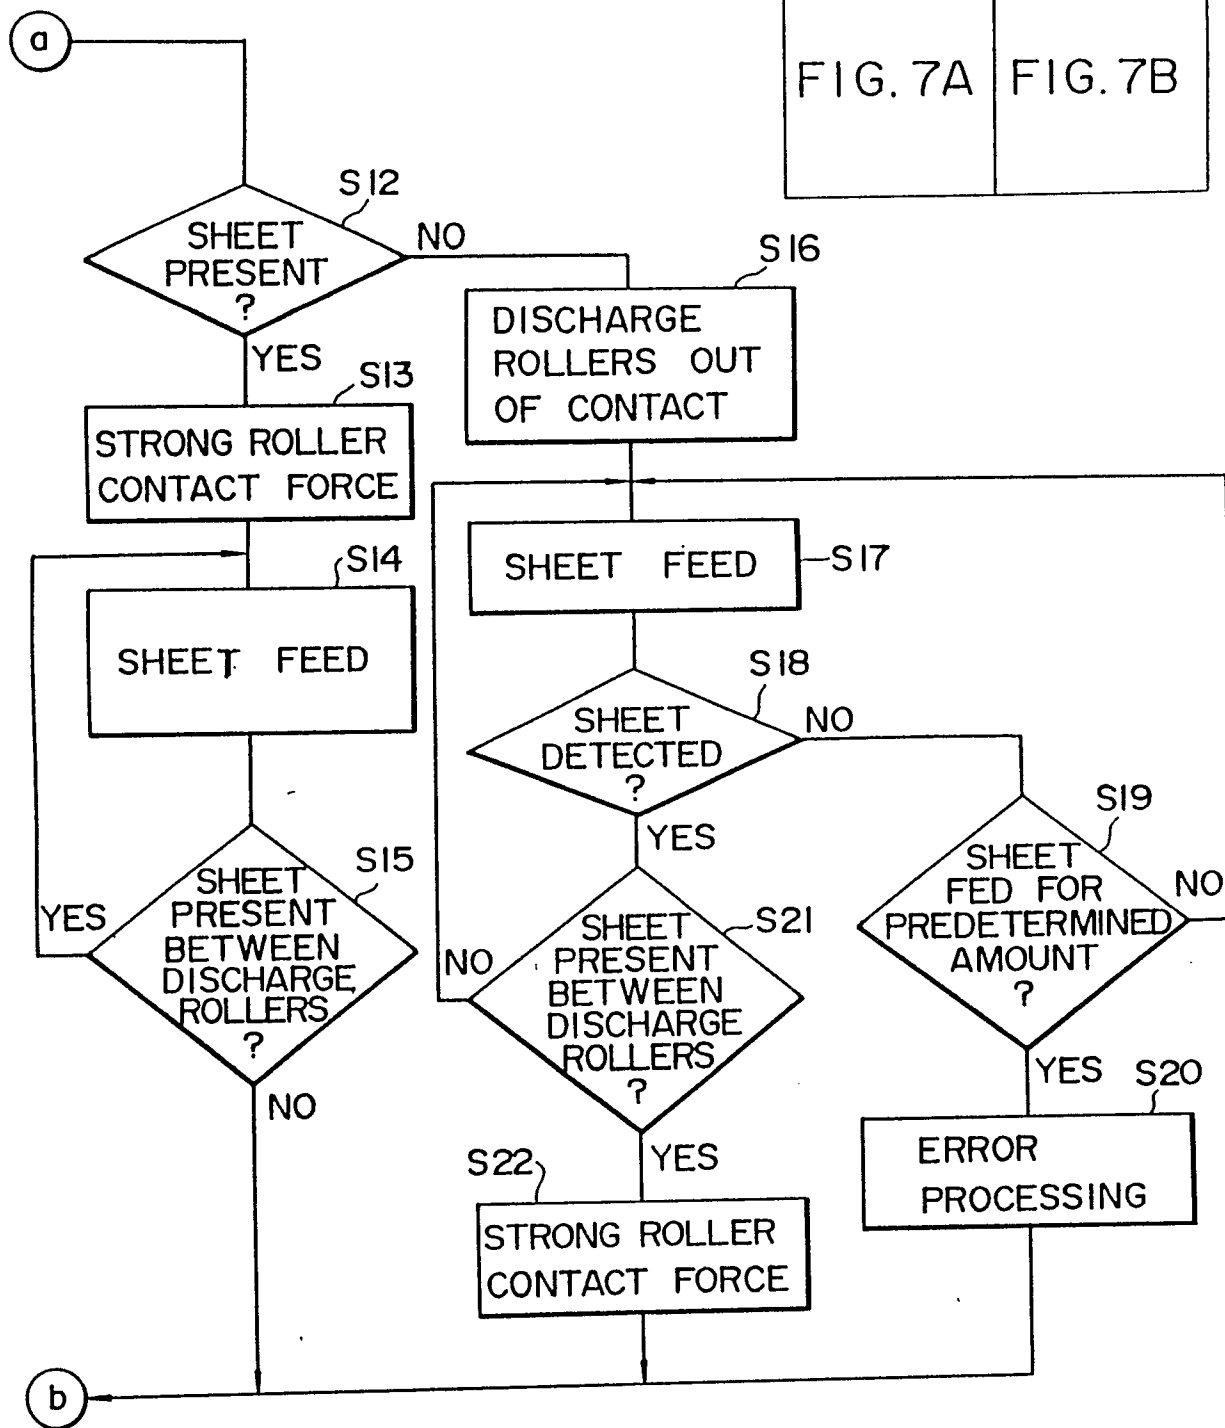 a
FIG. 7A
FIG. 7B
S12
SHEET
PRESENT
?
NO
YES
S16
DISCHARGE
ROLLERS OUT
OF CONTACT
S13
STRONG ROLLER
CONTACT FORCE
S14
SHEET FEED
S17
SHEET FEED
S18
SHEET
DETECTED
?
NO
YES
S15
SHEET
PRESENT
BETWEEN
DISCHARGE
ROLLERS
?
YES
NO
S21
SHEET
PRESENT
BETWEEN
DISCHARGE
ROLLERS
?
NO
YES
S19
SHEET
FED FOR
PREDETERMINED
AMOUNT
?
NO
YES
S20
ERROR
PROCESSING
S22
STRONG ROLLER
CONTACT FORCE
b